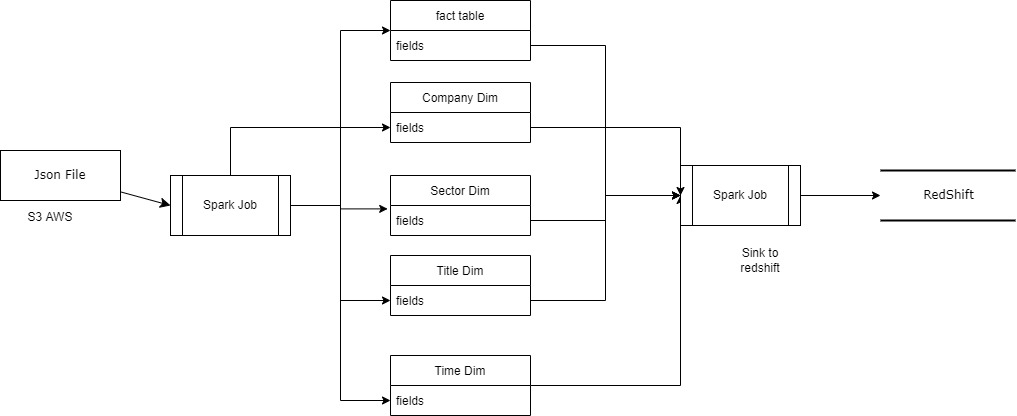 fact table
fields
Company Dim
fields
Json File
S3 AWS
Spark Job
Sector Dim
fields
Title Dim
fields
Time Dim
fields
Spark Job
Sink to
redshift
RedShift